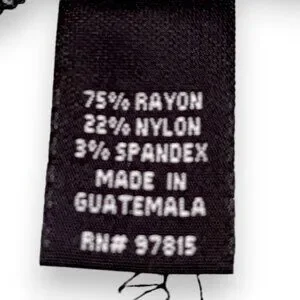 75% RAYON
22% NYLON
3% SPANDEX
MADE IN
GUATEMALA
RN# 97815